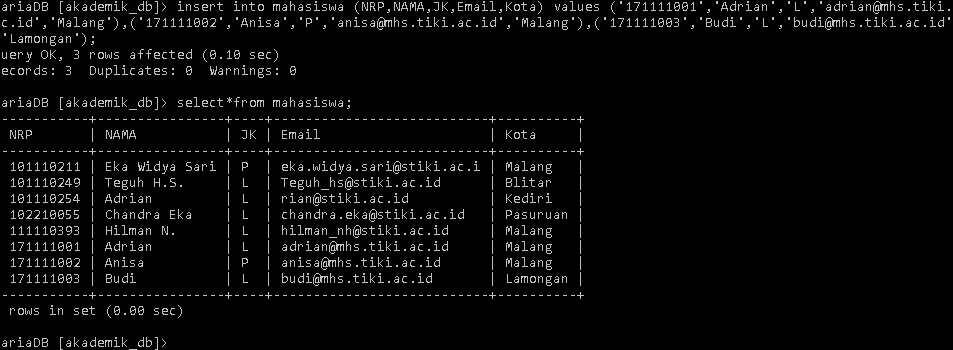 ariaDB [akademik_db]> insert into mahasiswa (NRP,NAMA,JK,Email,Kota) values ('171111001','Adrian','L','adrian@mhs.tiki.
c.id','Malang'),('171111002','Anisa','P','anisa@mhs.tiki.ac.id','Malang'),('171111003','Budi','L','budi@mhs.tiki.ac.id'
'Lamongan');
uery OK, 3 rows affected (0.10 sec)
ecords: 3  Duplicates: 0  Warnings: 0
ariaDB [akademik_db]> select*from mahasiswa;
-----------+----------------+----+--------------------------+----------+
 NRP       | NAMA           | JK | Email                    | Kota     |
-----------+----------------+----+--------------------------+----------+
 101110211 | Eka Widya Sari | P  | eka.widya.sari@stiki.ac.i | Malang   |
 101110249 | Teguh H.S.     | L  | Teguh_hs@stiki.ac.id     | Blitar   |
 101110254 | Adrian         | L  | rian@stiki.ac.id         | Kediri   |
 102210055 | Chandra Eka    | L  | chandra.eka@stiki.ac.id  | Pasuruan |
 111110393 | Hilman N.      | L  | hilman_nh@stiki.ac.id    | Malang   |
 171111001 | Adrian         | L  | adrian@mhs.tiki.ac.id    | Malang   |
 171111002 | Anisa          | P  | anisa@mhs.tiki.ac.id     | Malang   |
 171111003 | Budi           | L  | budi@mhs.tiki.ac.id      | Lamongan |
-----------+----------------+----+--------------------------+----------+
 rows in set (0.00 sec)
ariaDB [akademik_db]>